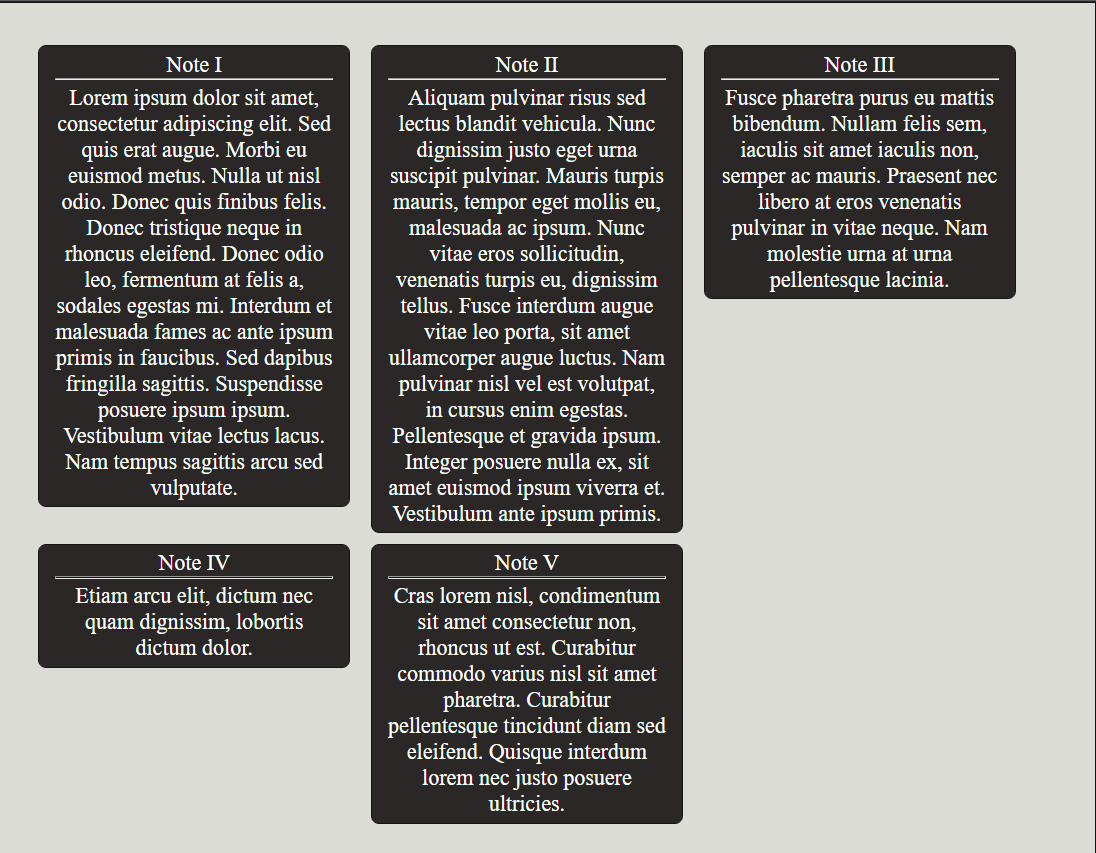 Note I
Lorem ipsum dolor sit amet,
consectetur adipiscing elit. Sed
quis erat augue. Morbi eu
euismod metus. Nulla ut nisl
odio. Donec quis finibus felis.
Donec tristique neque in
rhoncus eleifend. Donec odio
leo, fermentum at felis a,
sodales egestas mi. Interdum et
malesuada fames ac ante ipsum
primis in faucibus. Sed dapibus
fringilla sagittis. Suspendisse
posuere ipsum ipsum.
Vestibulum vitae lectus lacus.
Nam tempus sagittis arcu sed
vulputate.
Note II
Aliquam pulvinar risus sed
lectus blandit vehicula. Nunc
dignissim justo eget urna
suscipit pulvinar. Mauris turpis
mauris, tempor eget mollis eu,
malesuada ac ipsum. Nunc
vitae eros sollicitudin,
venenatis turpis eu, dignissim
tellus. Fusce interdum augue
vitae leo porta, sit amet
ullamcorper augue luctus. Nam
pulvinar nisl vel est volutpat,
in cursus enim egestas.
Pellentesque et gravida ipsum.
Integer posuere nulla ex, sit
amet euismod ipsum viverra et.
Vestibulum ante ipsum primis.
Note III
Fusce pharetra purus eu mattis
bibendum. Nullam felis sem,
iaculis sit amet iaculis non,
semper ac mauris. Praesent nec
libero at eros venenatis
pulvinar in vitae neque. Nam
molestie urna at urna
pellentesque lacinia.
Note IV
Etiam arcu elit, dictum nec
quam dignissim, lobortis
dictum dolor.
Note V
Cras lorem nisl, condimentum
sit amet consectetur non,
rhoncus ut est. Curabitur
commodo varius nisl sit amet
pharetra. Curabitur
pellentesque tincidunt diam sed
eleifend. Quisque interdum
lorem nec justo posuere
ultricies.